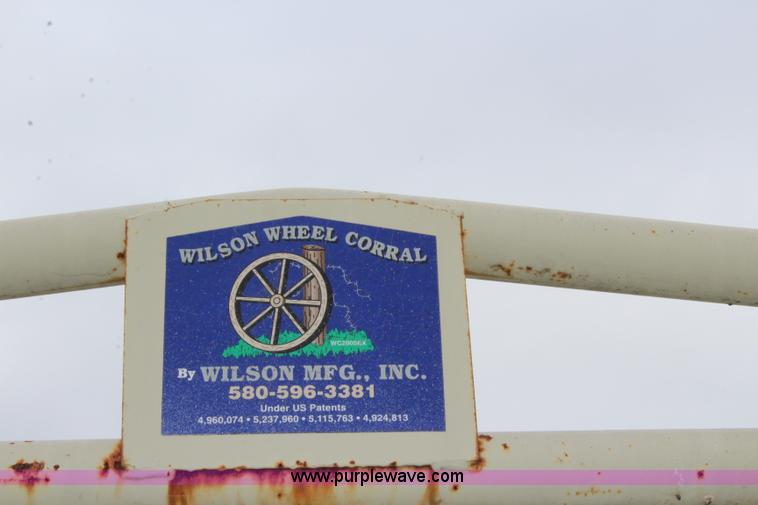 WILSON WHEEL CORRAL
By WILSON MFG., INC.
580-596-3381
Under US Patents
4,960,074 • 5,237,960 • 5,115,763 • 4,924,813
www.purplewave.com